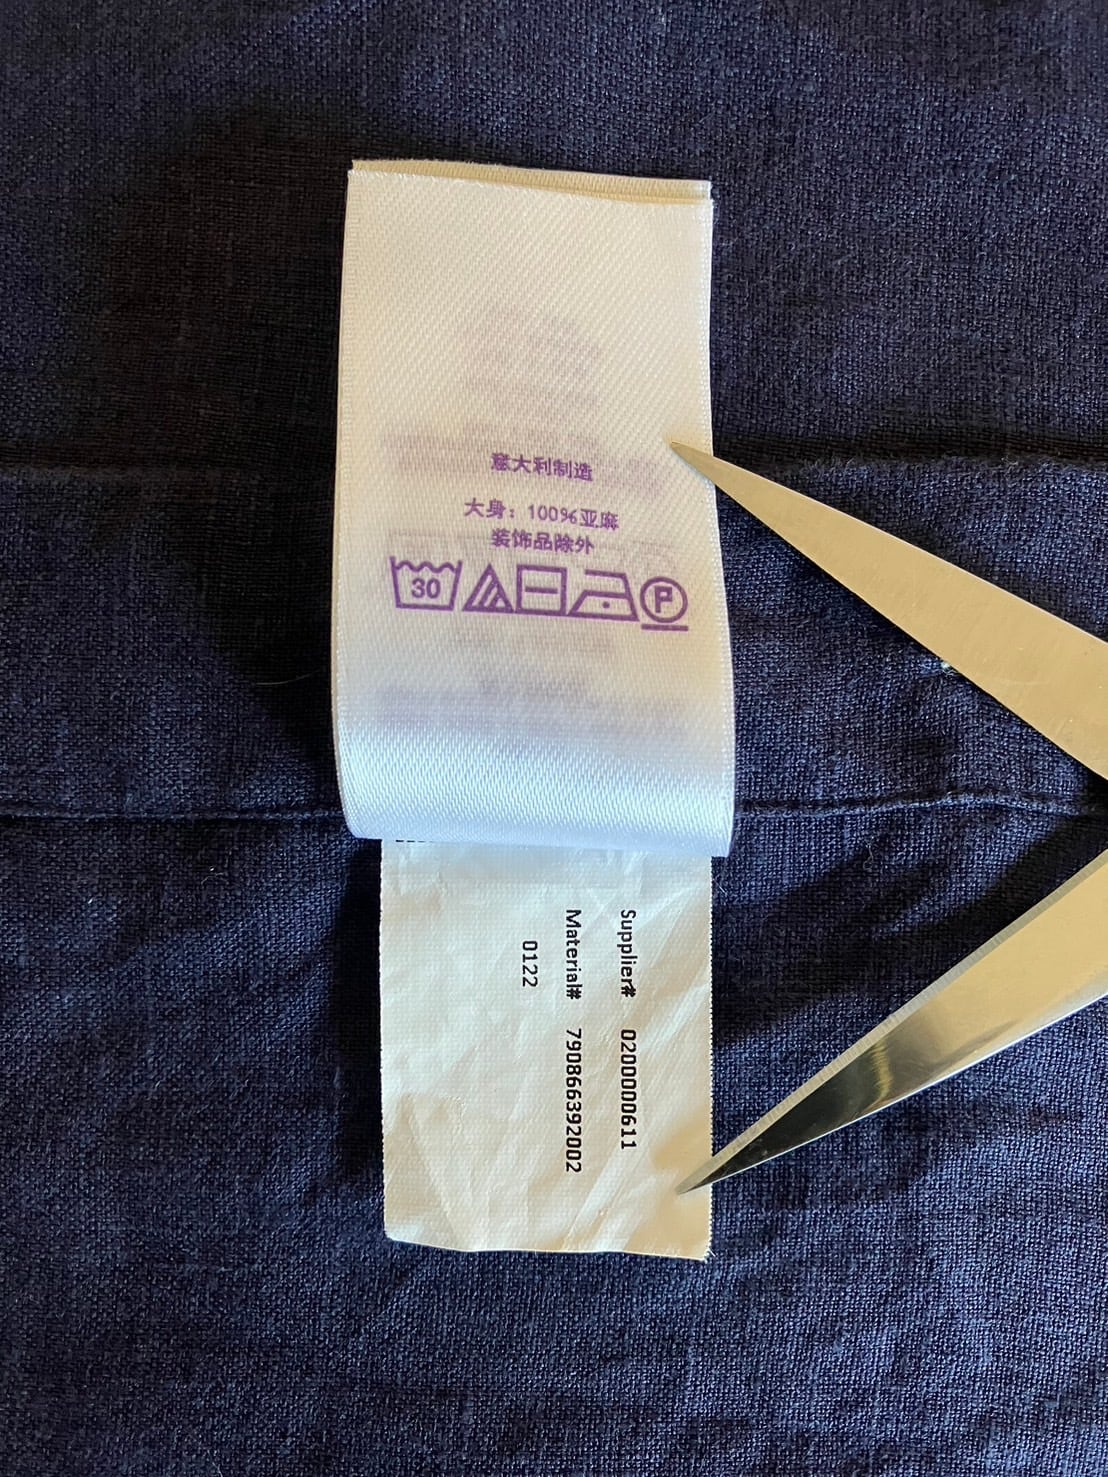 意大利制造
大身：100%亚麻
装饰品除外
30 P
Supplier# 0200000611
Material# 790866392002
0122